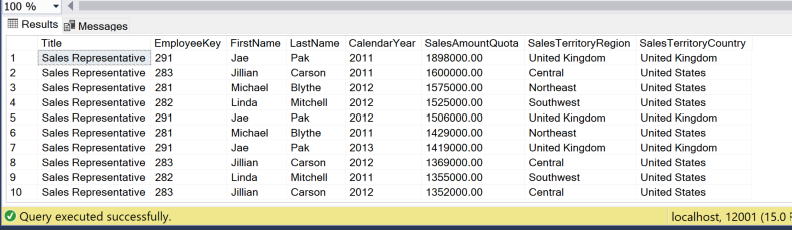 100 %
Results Messages
Title EmployeeKey FirstName LastName CalendarYear SalesAmountQuota SalesTerritoryRegion SalesTerritoryCountry
1 Sales Representative 291 Jae Pak 2011 1898000.00 United Kingdom United Kingdom
2 Sales Representative 283 Jillian Carson 2011 1600000.00 Central United States
3 Sales Representative 281 Michael Blythe 2012 1575000.00 Northeast United States
4 Sales Representative 282 Linda Mitchell 2012 1525000.00 Southwest United States
5 Sales Representative 291 Jae Pak 2012 1506000.00 United Kingdom United Kingdom
6 Sales Representative 281 Michael Blythe 2011 1429000.00 Northeast United States
7 Sales Representative 291 Jae Pak 2013 1419000.00 United Kingdom United Kingdom
8 Sales Representative 283 Jillian Carson 2012 1369000.00 Central United States
9 Sales Representative 282 Linda Mitchell 2011 1355000.00 Southwest United States
10 Sales Representative 283 Jillian Carson 2012 1352000.00 Central United States
Query executed successfully. localhost, 12001 (15.0